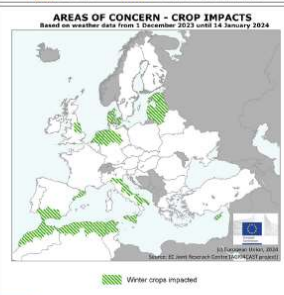 AREAS OF CONCERN - CROP IMPACTS
Based on weather data from 1 December 2023 until 14 January 2024
(c) European Union, 2024
Source: EC Joint Research Centre (AGRI4CAST project)
Winter crops impacted